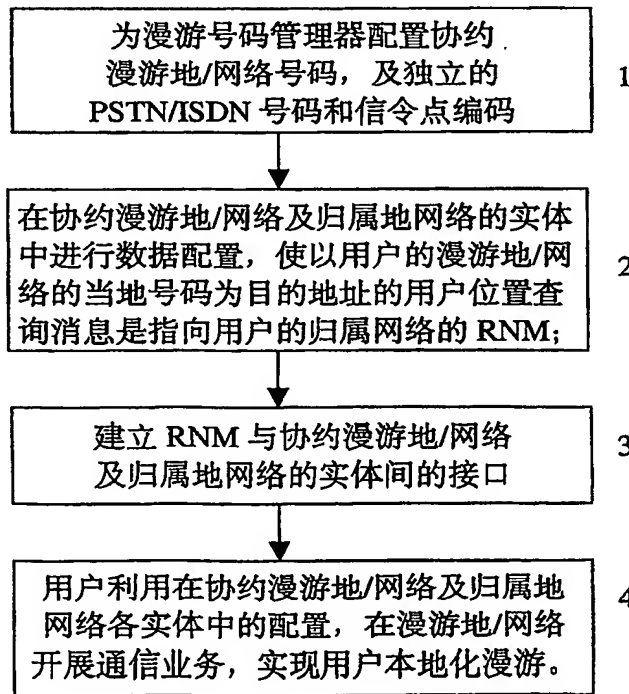 为漫游号码管理器配置协约
漫游地/网络号码，及独立的
PSTN/ISDN 号码和信令点编码
1
在协约漫游地/网络及归属地网络的实体
中进行数据配置，使以用户的漫游地/网
络的当地号码为目的地址的用户位置查
询消息是指向用户的归属网络的 RNM；
2
建立 RNM 与协约漫游地/网络
及归属地网络的实体间的接口
3
用户利用在协约漫游地/网络及归属地
网络各实体中的配置，在漫游地/网络
开展通信业务，实现用户本地化漫游。
4